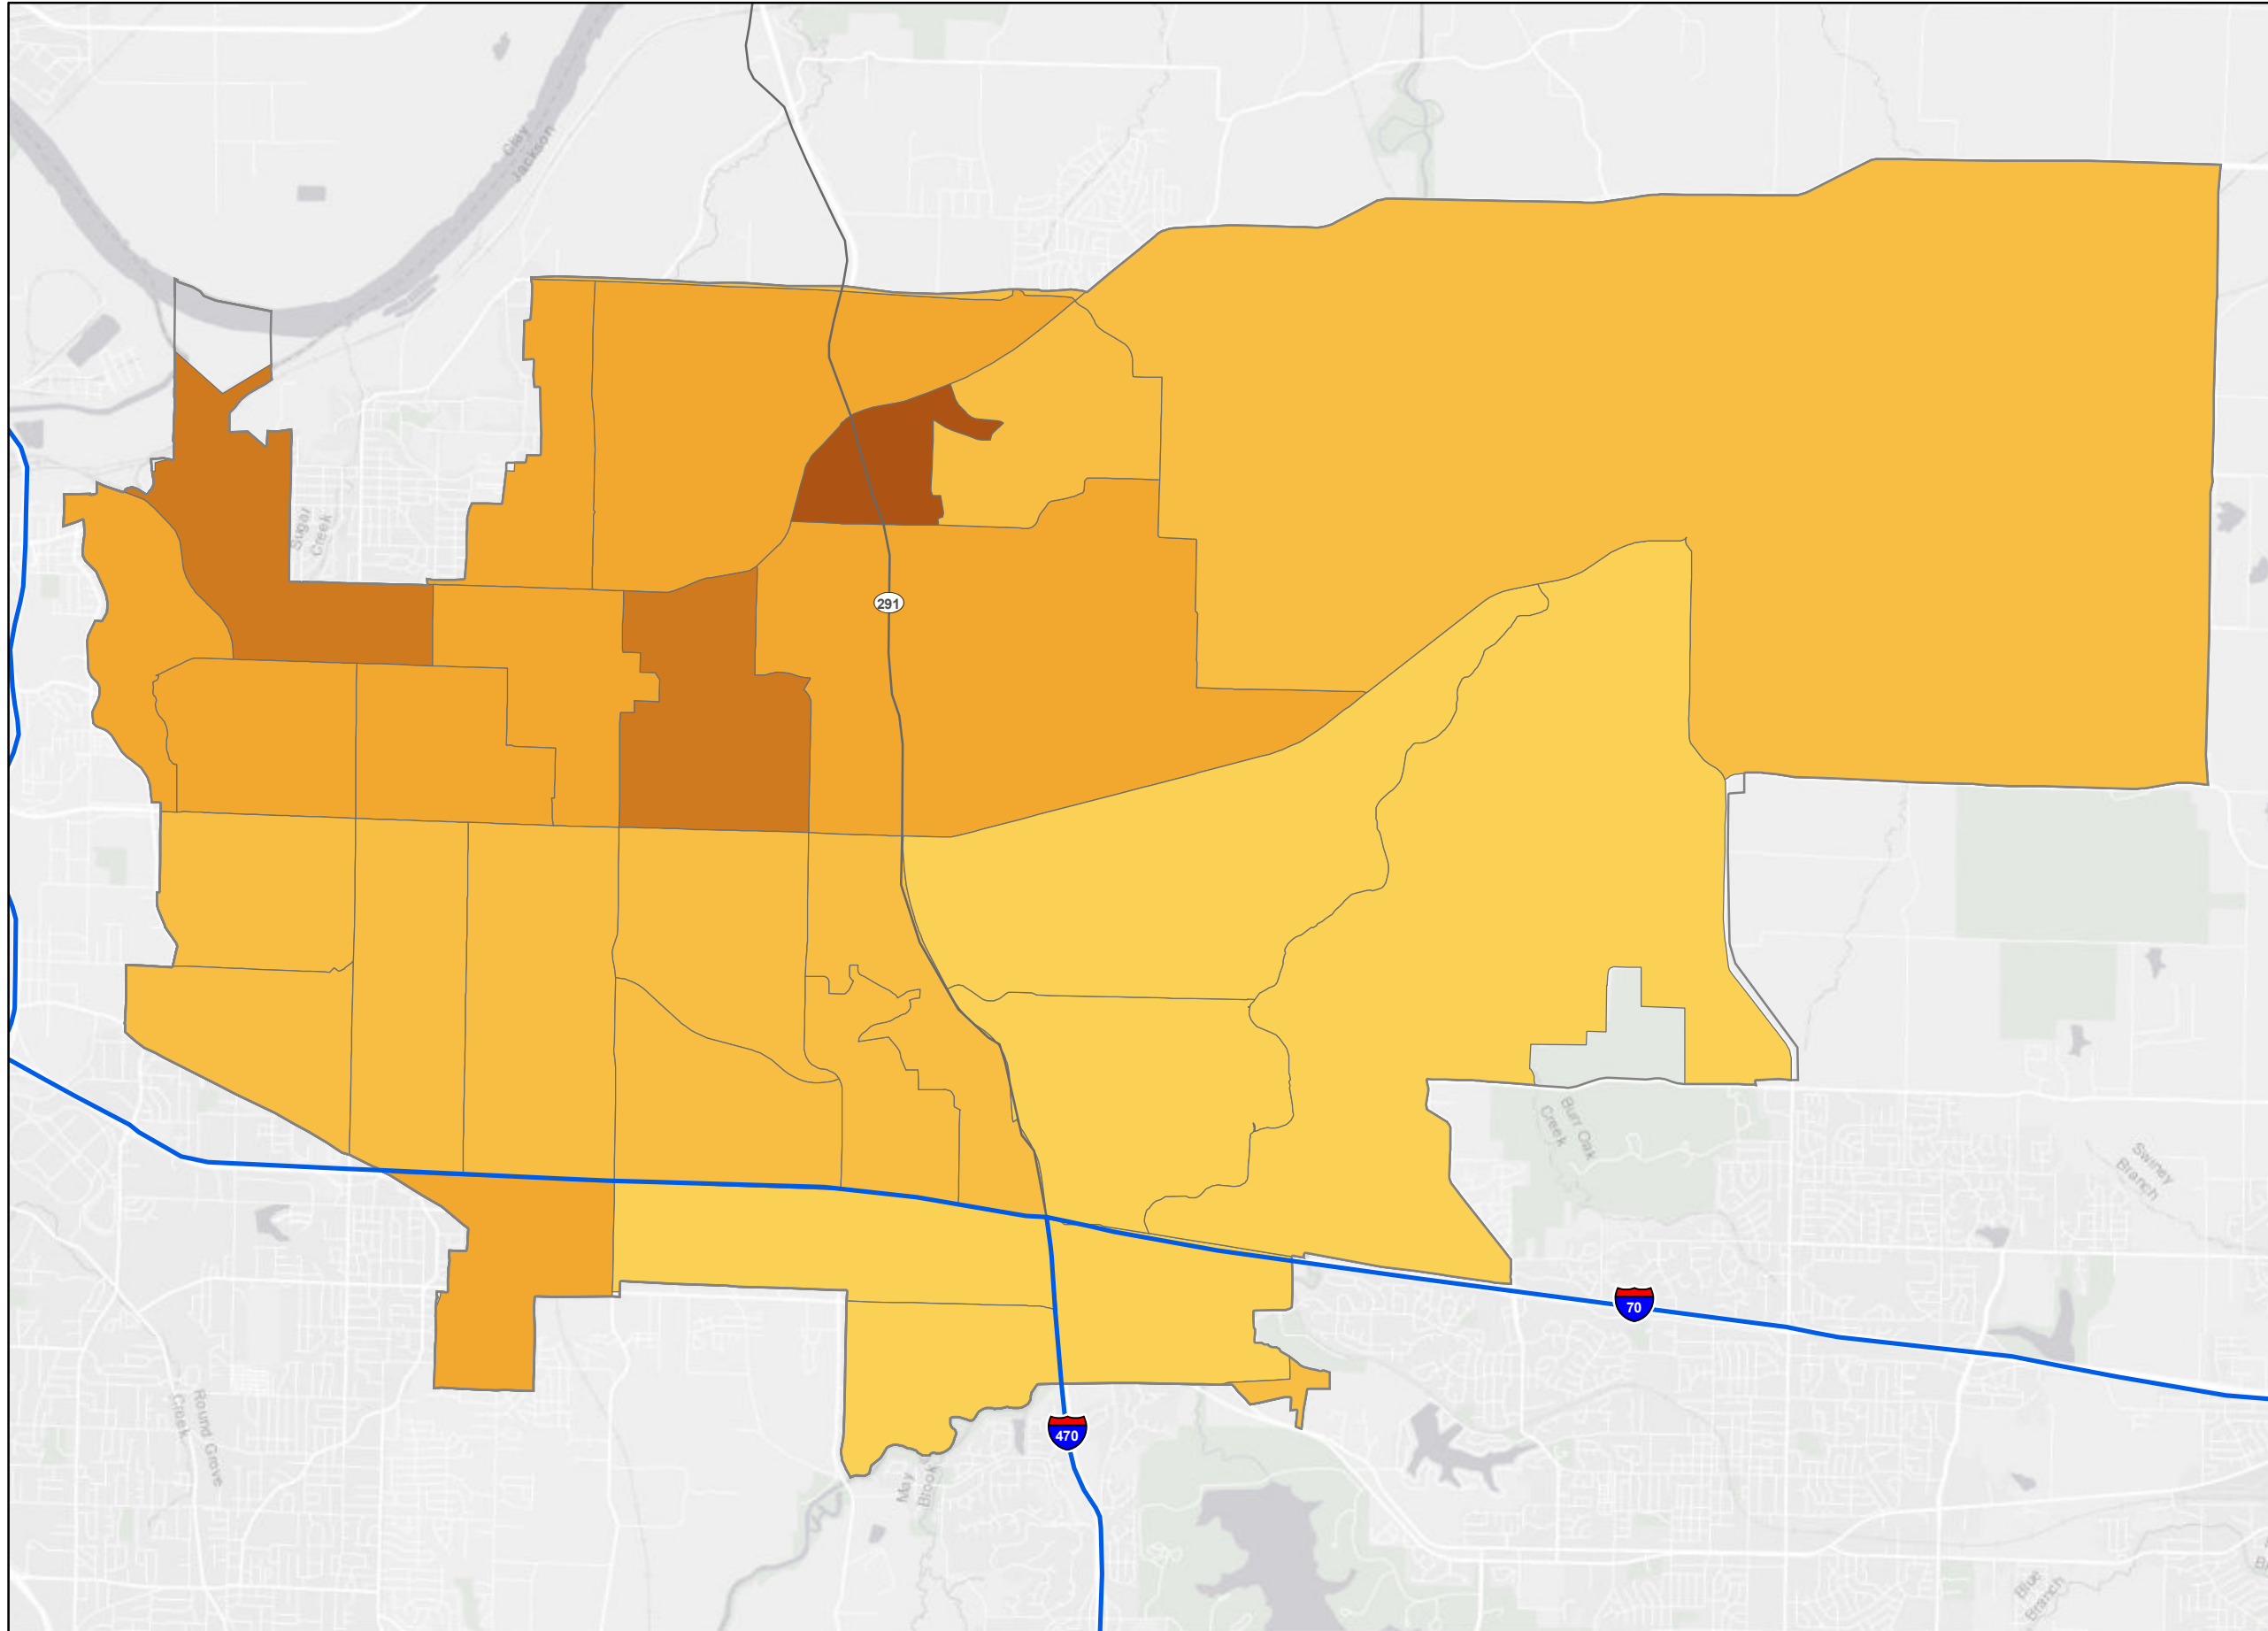 Clay
Jackson
Sugar
Creek
291
Burr Oak
Creek
Swiney
Branch
70
Round Grove
Creek
470
May
Brook
Blue
Branch